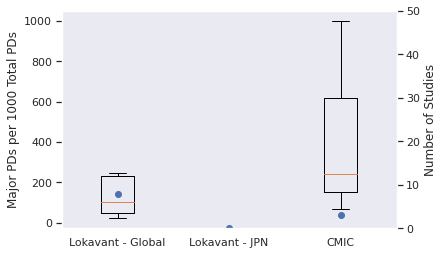 Major PDs per 1000 Total PDs
1000
800
600
400
200
0
50
40
30
20
10
0
Number of Studies
Lokavant - Global
Lokavant - JPN
CMIC